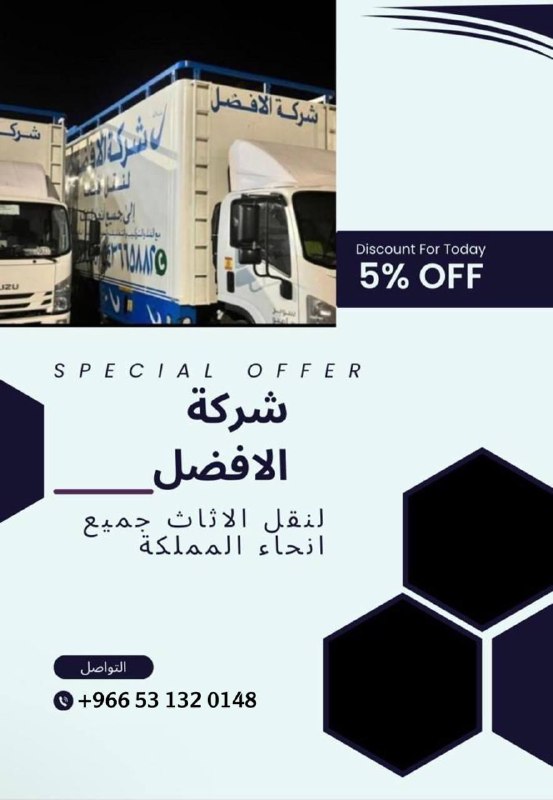 شركة الافضل
شركة
لنقل
Discount For Today
5% OFF
SPECIAL OFFER
شركة
الافضل
لنقل الاثاث جميع
انحاء المملكة
التواصل
+966 53 132 0148